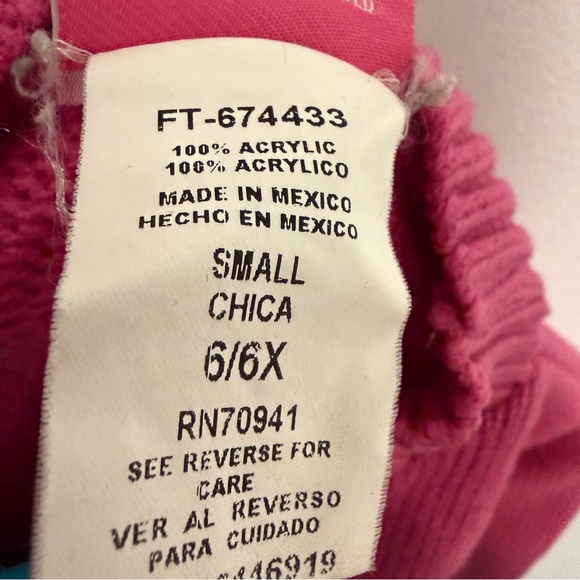 FT-674433
100% ACRYLIC
100% ACRYLICO
MADE IN MEXICO
HECHO EN MEXICO
SMALL
CHICA
6/6X
RN70941
SEE REVERSE FOR
CARE
VER AL REVERSO
PARA CUIDADO